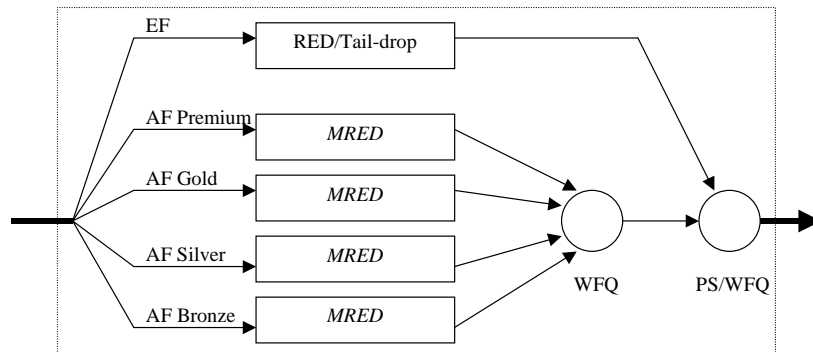 EF
RED/Tail-drop
AF Premium
MRED
AF Gold
MRED
AF Silver
MRED
WFQ
PS/WFQ
AF Bronze
MRED